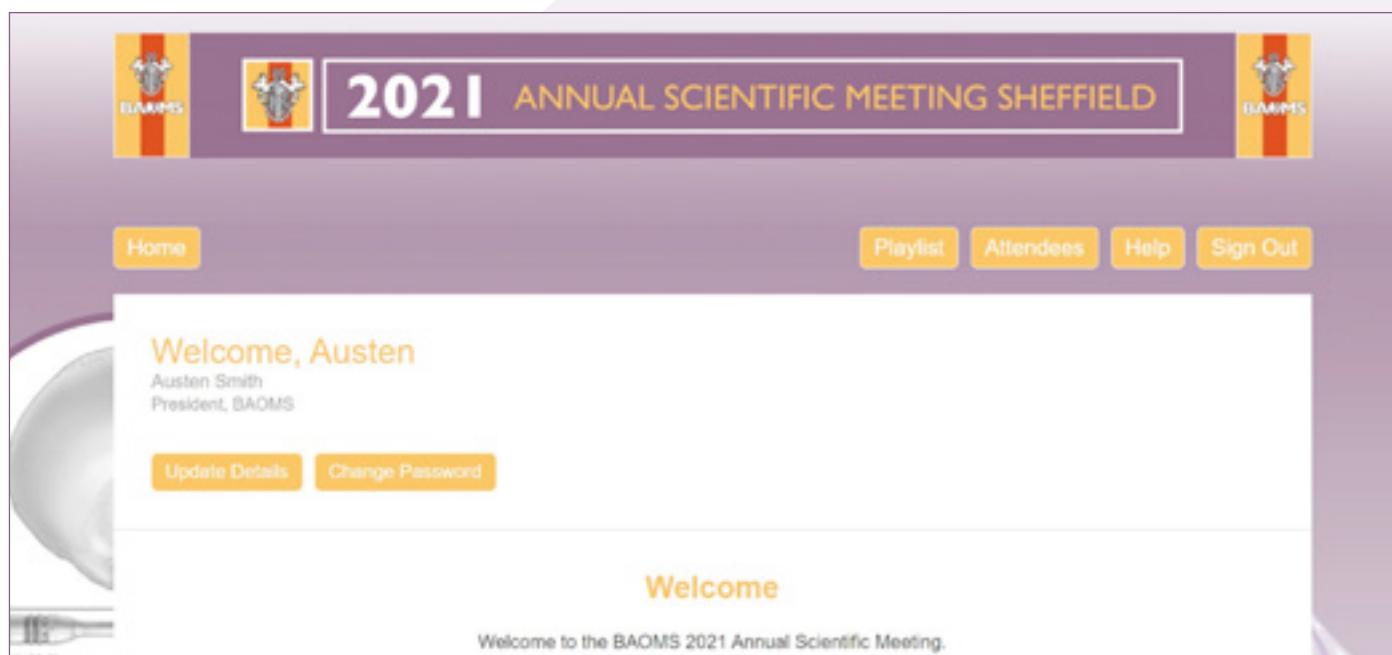 BAOMS
2021 ANNUAL SCIENTIFIC MEETING SHEFFIELD
BAOMS
Home
Playlist
Attendees
Help
Sign Out
Welcome, Austen
Austen Smith
President, BAOMS
Update Details
Change Password
Welcome
Welcome to the BAOMS 2021 Annual Scientific Meeting.